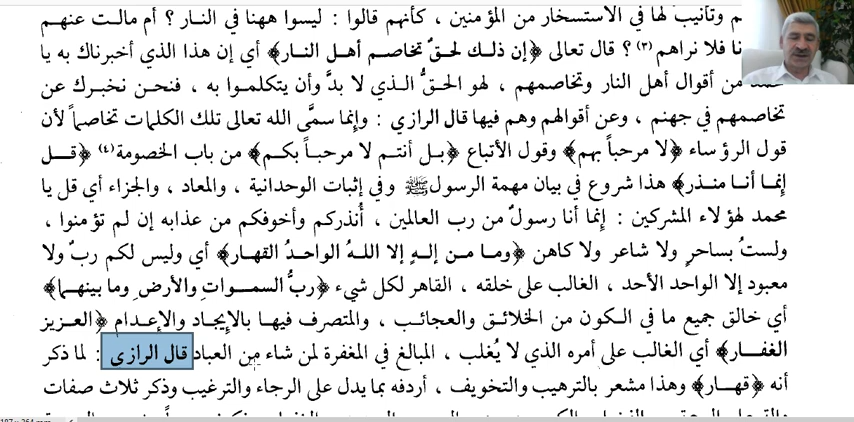 م وتأنيب لها في الاستسخار من المؤمنين ، كأنهم قالوا : ليسوا ههنا في النار ؟ أم مالت عنهم
نا فلا نراهم (٣) ؟ قال تعالى ﴿إن ذلك لحقٌ تخاصم أهل النار﴾ أي إن هذا الذي أخبرناك به يا
محمد من أقوال أهل النار وتخاصمهم ، لهو الحقُّ الذي لا بدَّ وأن يتكلموا به ، فنحن نخبرك عن
تخاصمهم في جهنم ، وعن أقوالهم وهم فيها قال الرازي : وإنما سمَّى الله تعالى تلك الكلمات تخاصماً لأن
قول الرؤساء ﴿لا مرحباً بهم﴾ وقول الأتباع ﴿بل أنتم لا مرحباً بكم﴾ من باب الخصومة (٤) ﴿قل
إنما أنا منذر﴾ هذا شروع في بيان مهمة الرسول ﷺ وفي إثبات الوحدانية ، والمعاد ، والجزاء أي قل يا
محمد لهؤلاء المشركين : إنما أنا رسولٌ من رب العالمين ، أُنذركم وأخوفكم من عذابه إن لم تؤمنوا ،
ولستُ بساحرٍ ولا شاعر ولا كاهن ﴿وما من إلهٍ إلا اللهُ الواحدُ القهار﴾ أي وليس لكم ربٌ ولا
معبود إلا الواحد الأحد ، الغالب على خلقه ، القاهر لكل شيء ﴿ربُّ السموات والأرض وما بينهما﴾
أي خالق جميع ما في الكون من الخلائق والعجائب ، والمتصرف فيها بالإيجاد والإعدام ﴿العزيز
الغفار﴾ أي الغالب على أمره الذي لا يُغلب ، المبالغ في المغفرة لمن شاء من العباد قال الرازي : لما ذكر
أنه ﴿قهار﴾ وهذا مشعر بالترهيب والتخويف ، أردفه بما يدل على الرجاء والترغيب وذكر ثلاث صفات